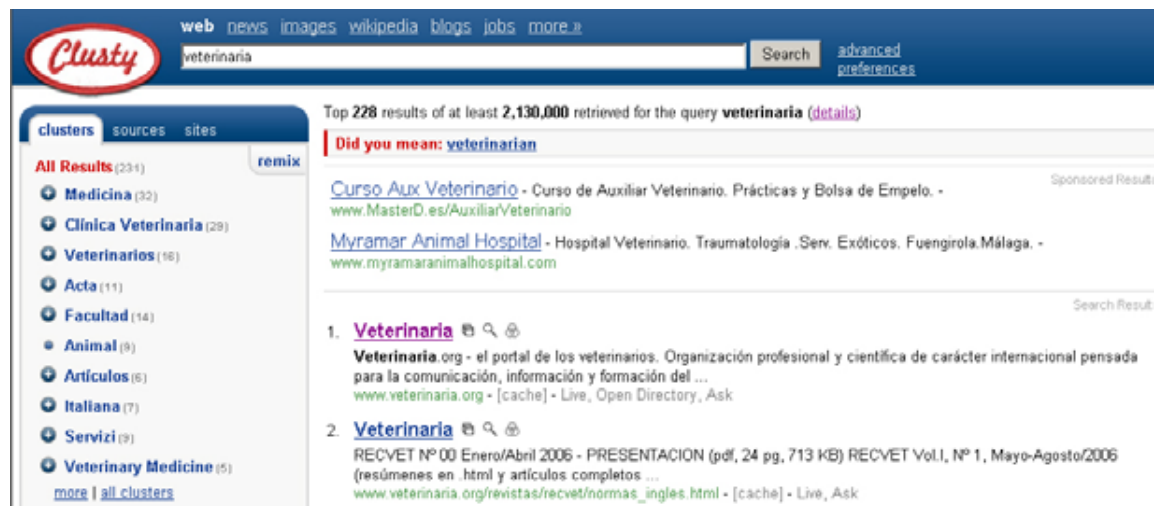 Clusty
web news images wikipedia blogs jobs more »
veterinaria
Search
advanced
preferences
clusters sources sites
remix
All Results (231)
Medicina (32)
Clínica Veterinaria (29)
Veterinarios (16)
Acta (11)
Facultad (14)
Animal (9)
Artículos (6)
Italiana (7)
Servizi (9)
Veterinary Medicine (5)
more | all clusters
Top 228 results of at least 2,130,000 retrieved for the query veterinaria (details)
Did you mean: veterinarian
Sponsored Results
Curso Aux Veterinario - Curso de Auxiliar Veterinario. Prácticas y Bolsa de Empelo. -
www.MasterD.es/AuxiliarVeterinario
Myramar Animal Hospital - Hospital Veterinario. Traumatología .Serv. Exóticos. Fuengirola.Málaga. -
www.myramaranimalhospital.com
Search Result
1. Veterinaria
Veterinaria.org - el portal de los veterinarios. Organización profesional y científica de carácter internacional pensada
para la comunicación, información y formación del ...
www.veterinaria.org - [cache] - Live, Open Directory, Ask
2. Veterinaria
RECVET Nº 00 Enero/Abril 2006 - PRESENTACION (pdf, 24 pg, 713 KB) RECVET Vol.I, Nº 1, Mayo-Agosto/2006
(resúmenes en .html y artículos completos ...
www.veterinaria.org/revistas/recvet/normas_ingles.html - [cache] - Live, Ask